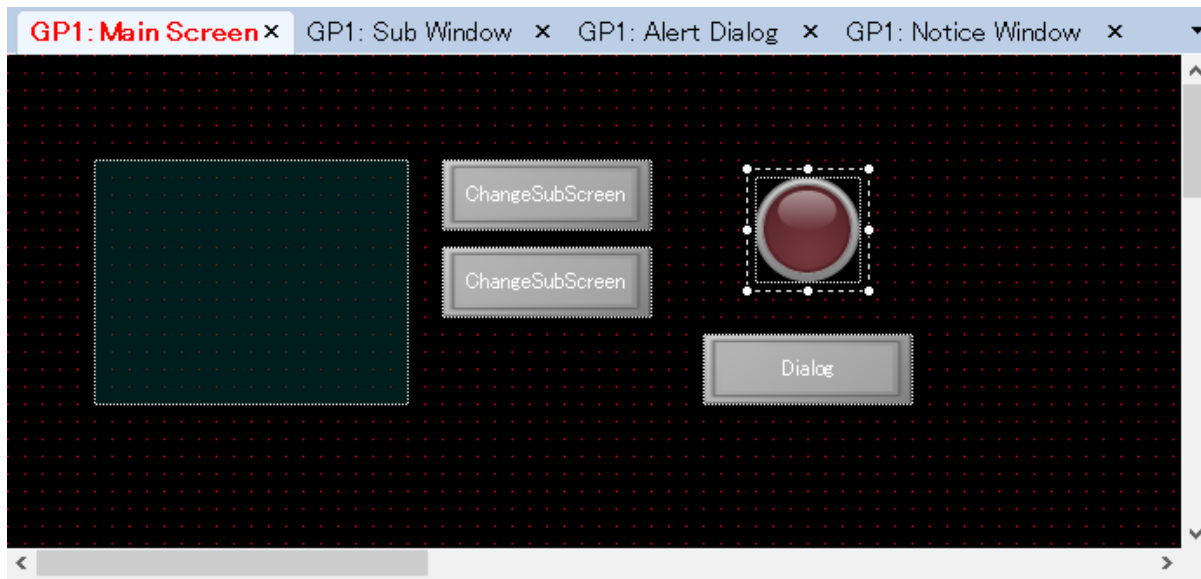 GP1: Main Screen × GP1: Sub Window × GP1: Alert Dialog × GP1: Notice Window ×
ChangeSubScreen
ChangeSubScreen
Dialog